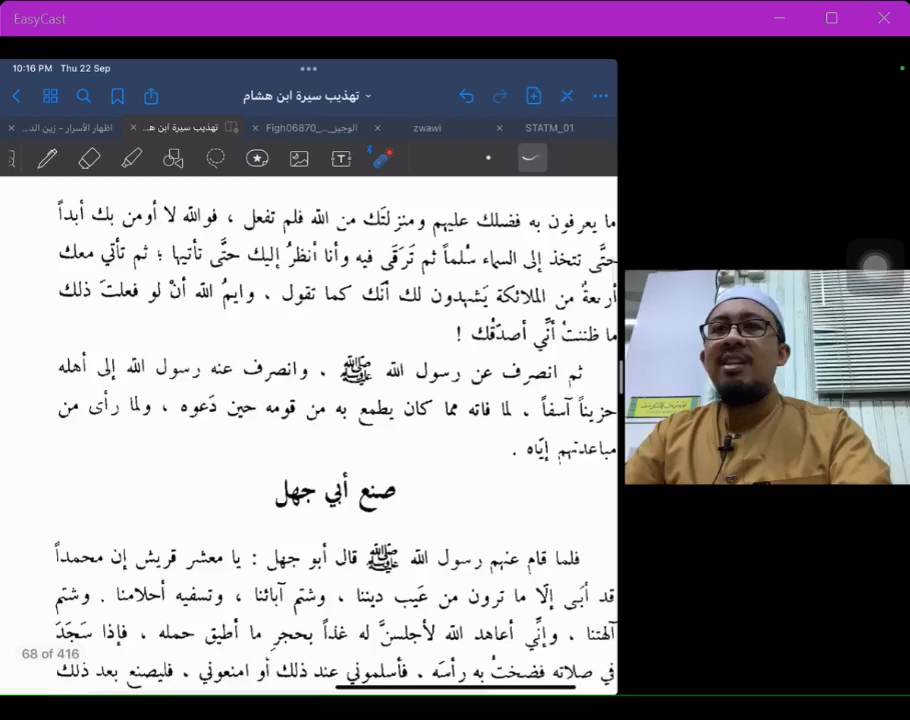 EasyCast
10:16 PM Thu 22 Sep
تهذيب سيرة ابن هشام
اظهار الأسرار - زين الد...
تهذيب سيرة ابن هـ...
Figh06870_...الوجيز
zwawi
STATM_01
ما يعرفون به فضلك عليهم ومنزلتَك من الله فلم تفعل ، فوالله لا أومن بك أبداً
حتَّى تتخذ إلى السماء سُلماً ثم تَرَقَى فيه وأنا أنظرُ إليك حتَّى تأتيها ؛ ثم تأتي معك
أربعةٌ من الملائكة يَشهدون لك أنّك كما تقول . وايمُ الله أنْ لو فعلتَ ذلك
ما ظننتُ أنِّي أصدّقُك !
ثم انصرف عن رسول الله ﷺ ، وانصرف عنه رسول الله إلى أهله
حزيناً آسفاً ، لما فاته مما كان يطمع به من قومه حين دَعوه ، ولما رأى من
مباعدتهم إيّاه .
صنع أبي جهل
فلما قام عنهم رسول الله ﷺ قال أبو جهل : يا معشر قريش إن محمداً
قد أبَى إلّا ما ترون من عَيب ديننا ، وشتم آبائنا ، وتسفيه أحلامنا . وشتم
آلهتنا ، وإنِّي أعاهد الله لأجلسنَّ له غداً بحجرٍ ما أطيق حمله ، فإذا سَجَدَ
في صلاته فضختُ به رأسَه ، فأسلموني عند ذلك أو امنعوني ، فليصنع بعد ذلك
68 of 416